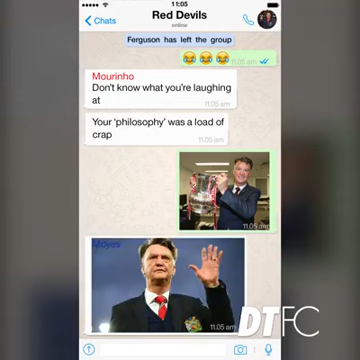 11:05
Chats
Red Devils
online
Ferguson has left the group
11.05 am
Mourinho
Don't know what you're laughing
at
11.05 am
Your 'philosophy' was a load of
crap
11.05 am
11.05 am
Moyes
11.05 am
DTFC